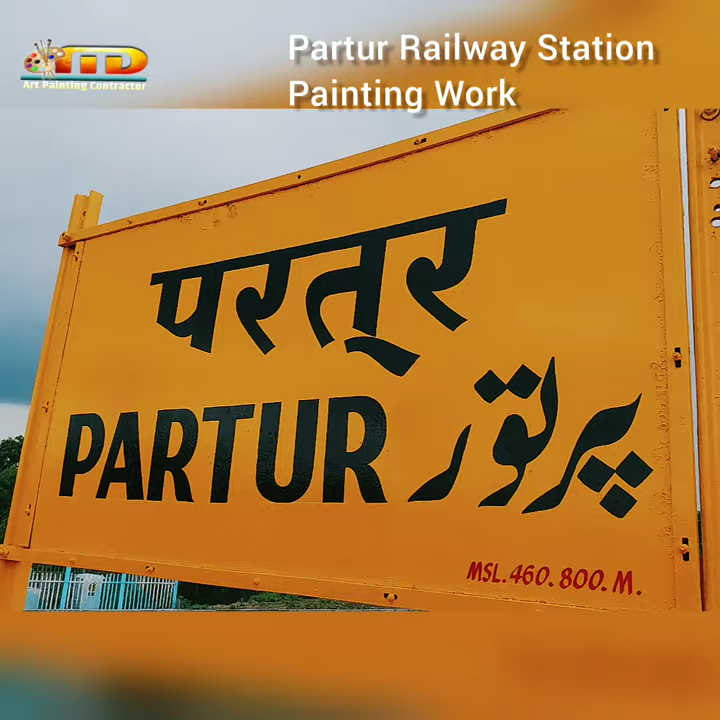 Art Painting Contractor
Partur Railway Station
Painting Work
परतूर
PARTUR پرتور
MSL. 460. 800. M.